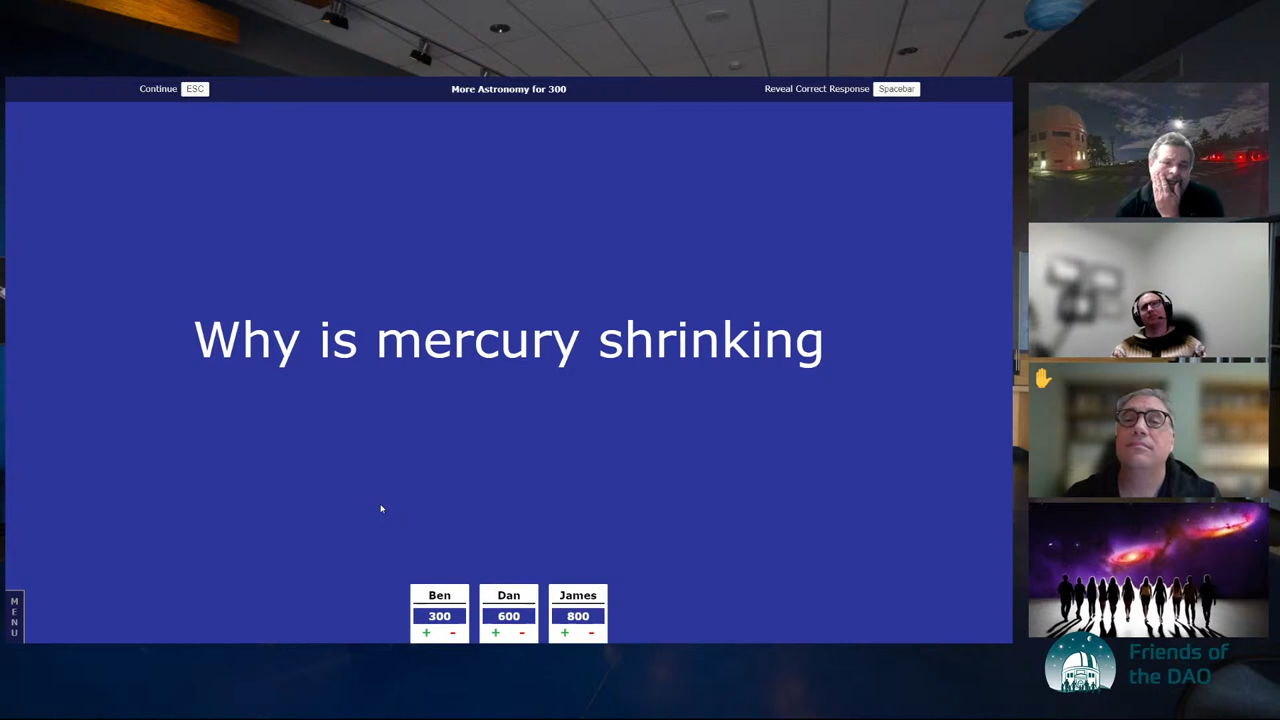 Continue ESC
More Astronomy for 300
Reveal Correct Response Spacebar
Why is mercury shrinking
MENU
Ben
300
+ -
Dan
600
+ -
James
800
+ -
Friends of
the DAO